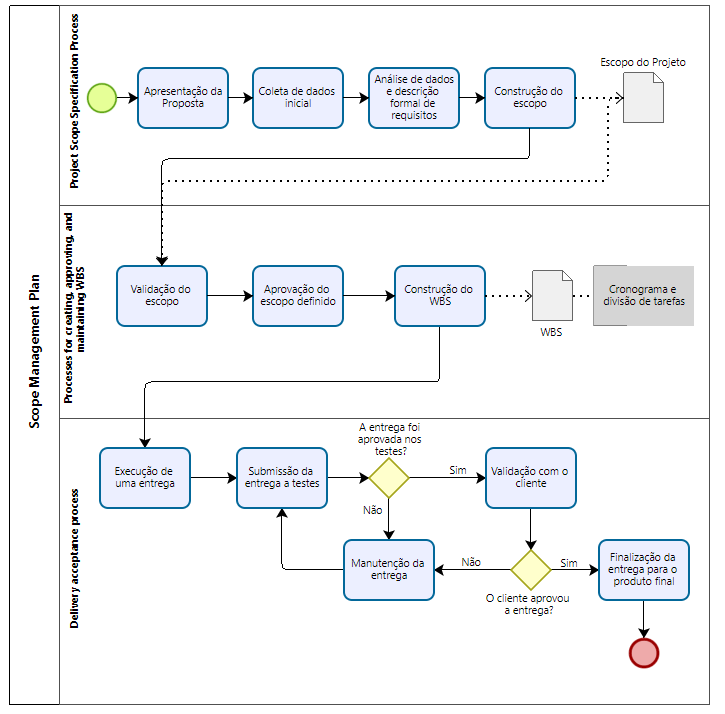 Scope Management Plan
Project Scope Specification Process
Apresentação da
Proposta
Coleta de dados
inicial
Análise de dados
e descrição
formal de
requisitos
Construção do
escopo
Escopo do Projeto
Processes for creating, approving, and
maintaining WBS
Validação do
escopo
Aprovação do
escopo definido
Construção do
WBS
WBS
Cronograma e
divisão de tarefas
Delivery acceptance process
Execução de
uma entrega
Submissão da
entrega a testes
A entrega foi
aprovada nos
testes?
Sim
Não
Validação com o
cliente
Manutenção da
entrega
Não
O cliente aprovou
a entrega?
Sim
Finalização da
entrega para o
produto final